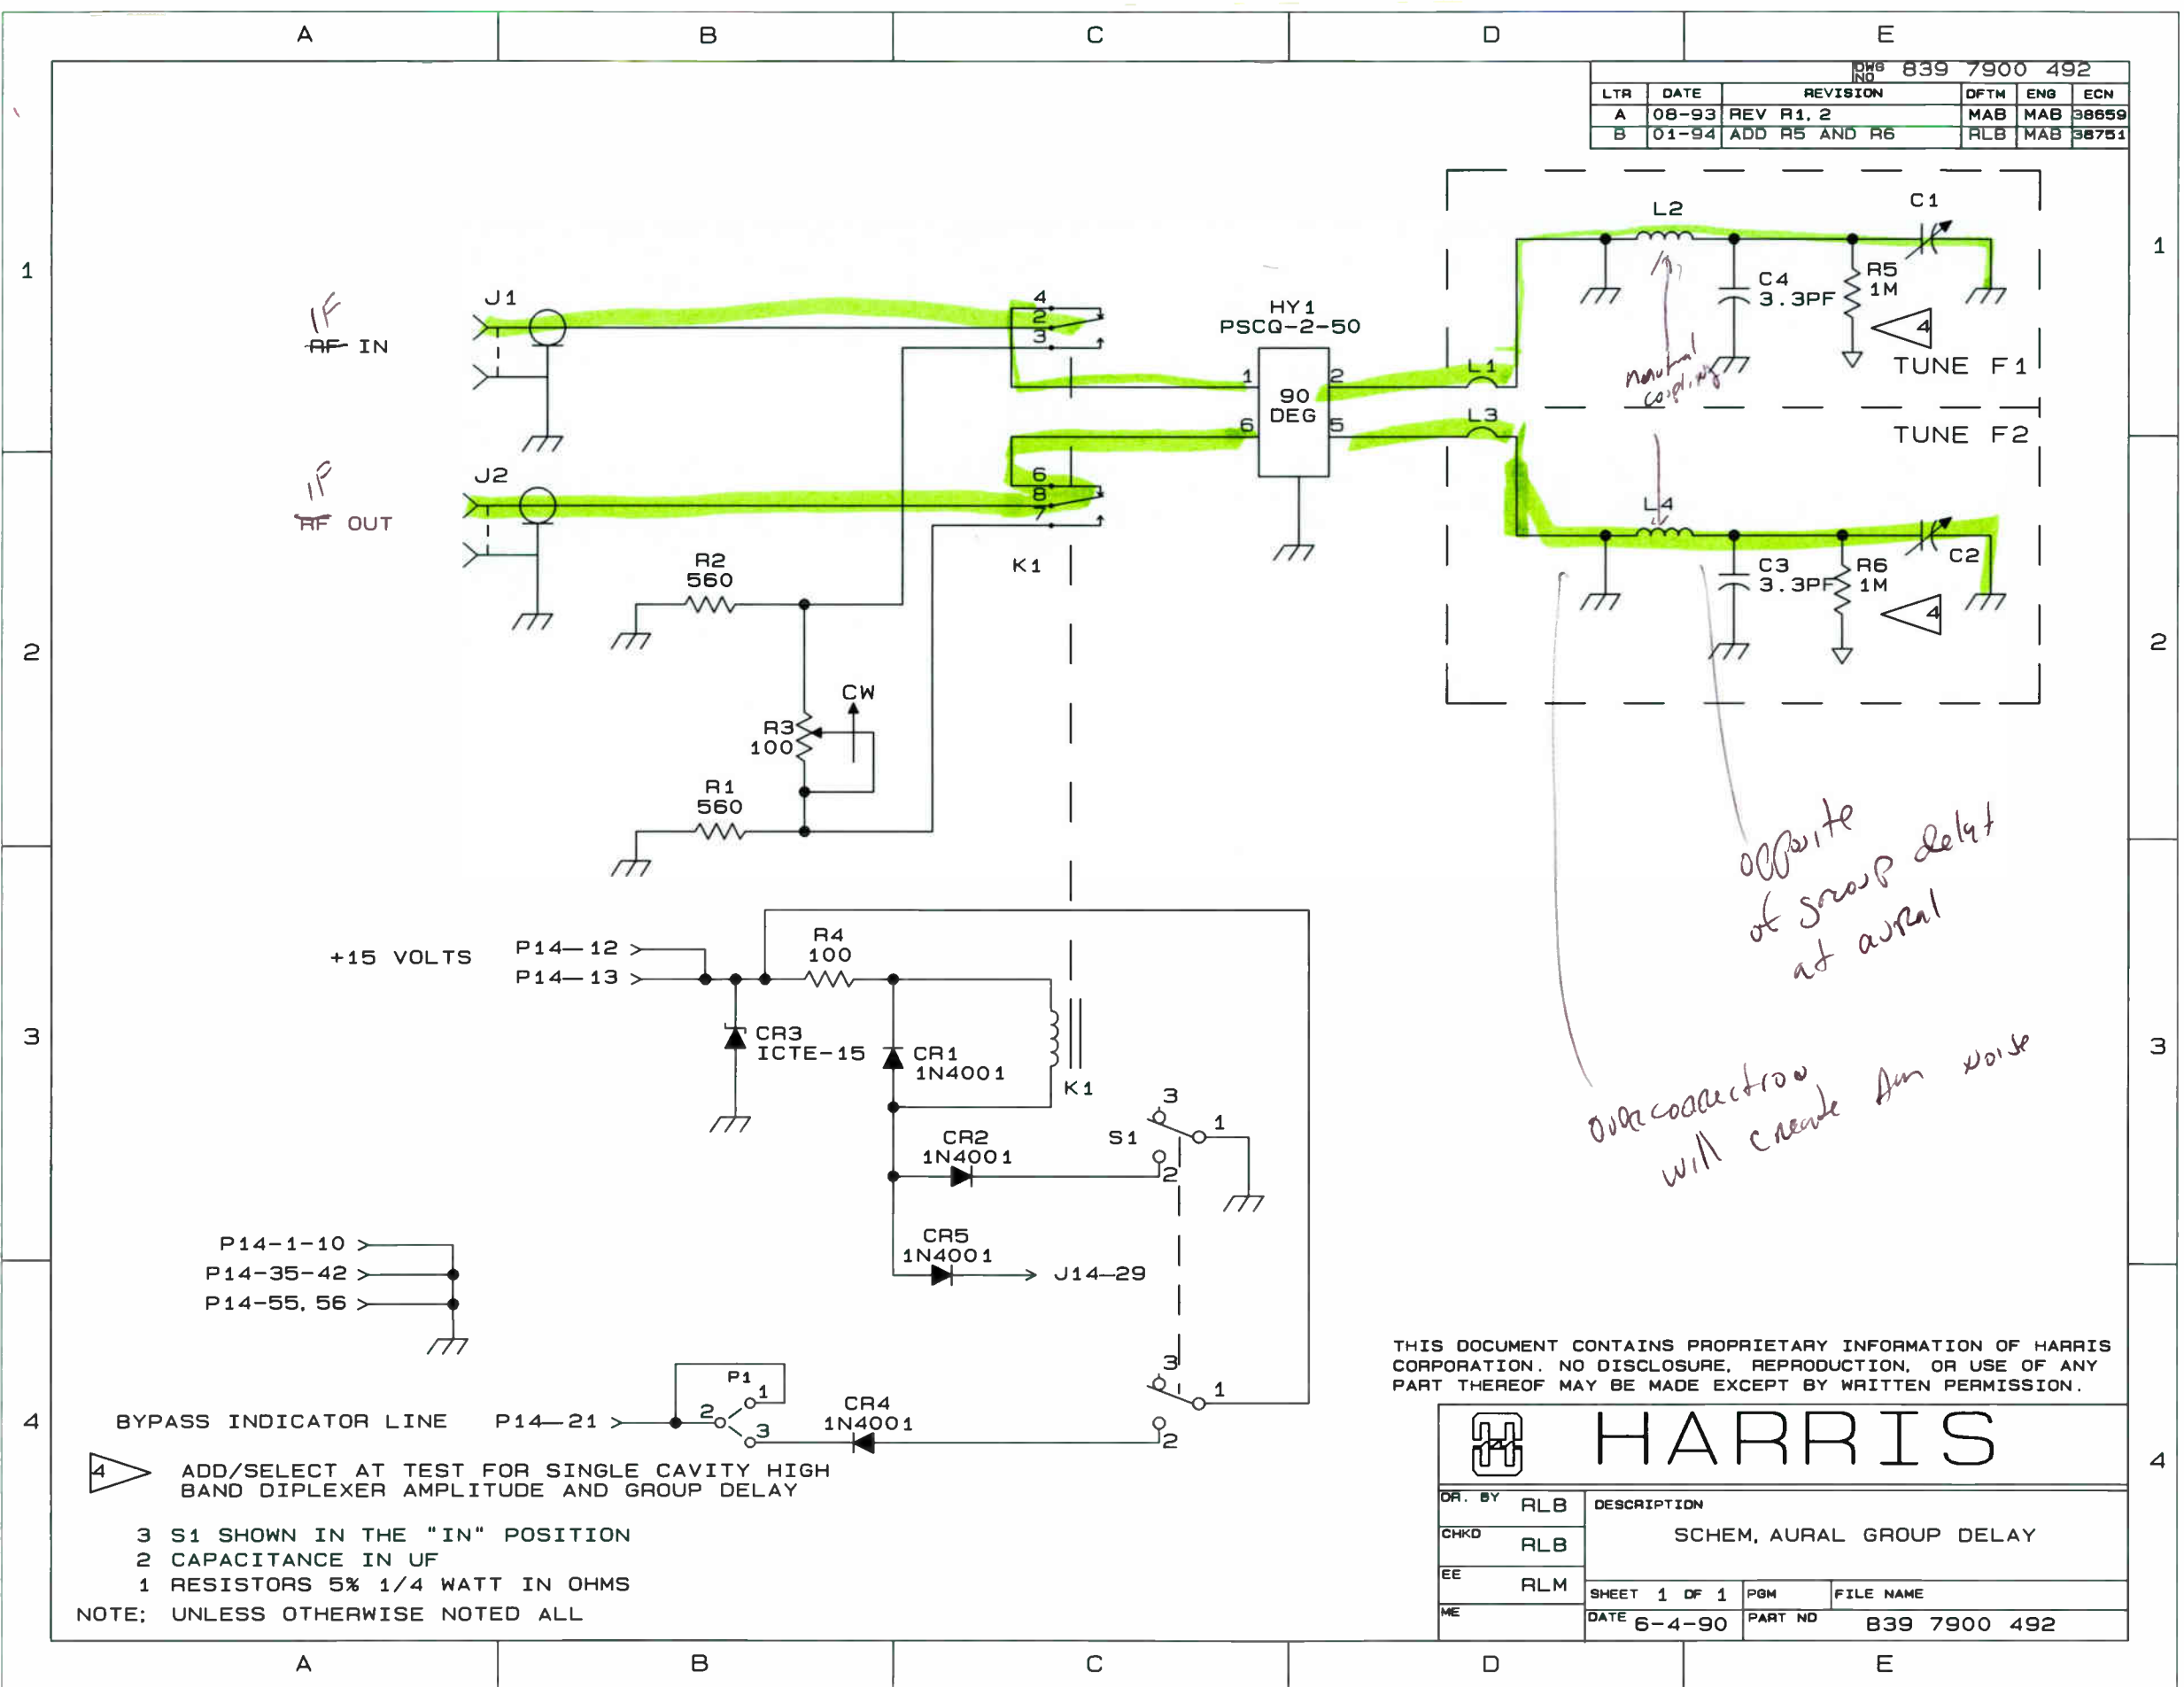 A B C D E
DWG NO 839 7900 492
LTR DATE REVISION DFTM ENG ECN
A 08-93 REV R1, 2 MAB MAB 38659
B 01-94 ADD R5 AND R6 RLB MAB 38751
1
1
L2
C1
C4
3.3PF
R5
1M
4
TUNE F1
mutual
coupling
J1
IF
RF IN
4
2
3
HY1
PSCQ-2-50
1
2
90
DEG
6
5
L1
L3
TUNE F2
J2
IF
RF OUT
6
8
7
K1
L4
C2
C3
3.3PF
R6
1M
4
2
2
R2
560
CW
R3
100
R1
560
opposite
of group delay
at aural
overcorrection
will create Am noise
+15 VOLTS
P14-12
P14-13
R4
100
3
3
CR3
ICTE-15
CR1
1N4001
K1
3
1
S1
2
CR2
1N4001
CR5
1N4001
J14-29
P14-1-10
P14-35-42
P14-55, 56
BYPASS INDICATOR LINE P14-21
P1
1
2
3
CR4
1N4001
3
1
2
4
4
4 ADD/SELECT AT TEST FOR SINGLE CAVITY HIGH
BAND DIPLEXER AMPLITUDE AND GROUP DELAY
3 S1 SHOWN IN THE "IN" POSITION
2 CAPACITANCE IN UF
1 RESISTORS 5% 1/4 WATT IN OHMS
NOTE: UNLESS OTHERWISE NOTED ALL
THIS DOCUMENT CONTAINS PROPRIETARY INFORMATION OF HARRIS
CORPORATION. NO DISCLOSURE, REPRODUCTION, OR USE OF ANY
PART THEREOF MAY BE MADE EXCEPT BY WRITTEN PERMISSION.
HARRIS
DR. BY RLB
CHKD RLB
EE RLM
ME
DESCRIPTION
SCHEM, AURAL GROUP DELAY
SHEET 1 OF 1 PGM FILE NAME
DATE 6-4-90 PART NO 839 7900 492
A B C D E